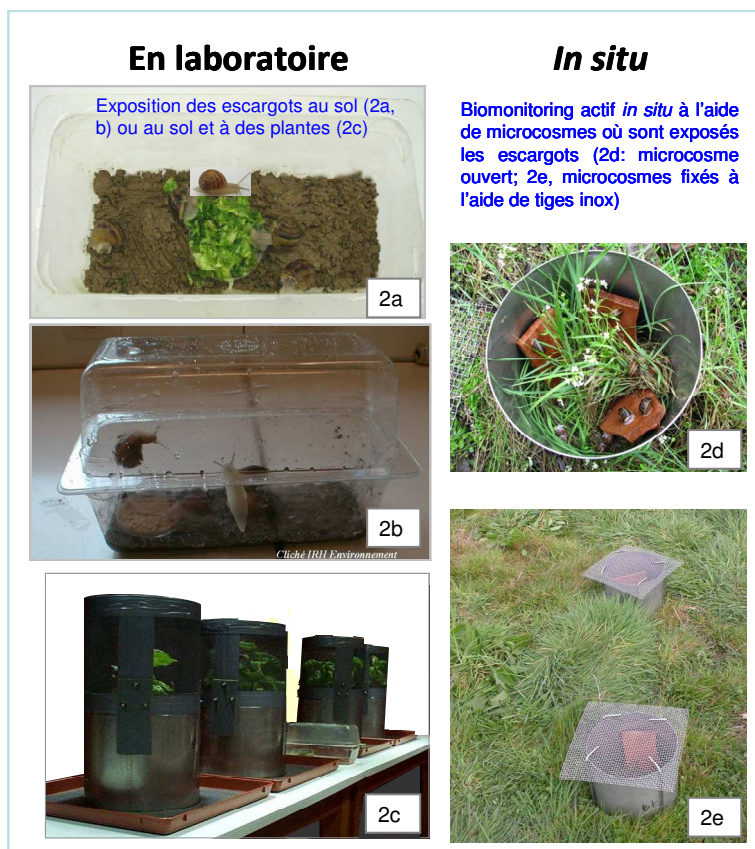 En laboratoire
Exposition des escargots au sol (2a,
b) ou au sol et à des plantes (2c)
2a
2b
Cliché IRH Environnement
2c
In situ
Biomonitoring actif in situ à l'aide
de microcosmes où sont exposés
les escargots (2d: microcosme
ouvert; 2e, microcosmes fixés à
l'aide de tiges inox)
2d
2e